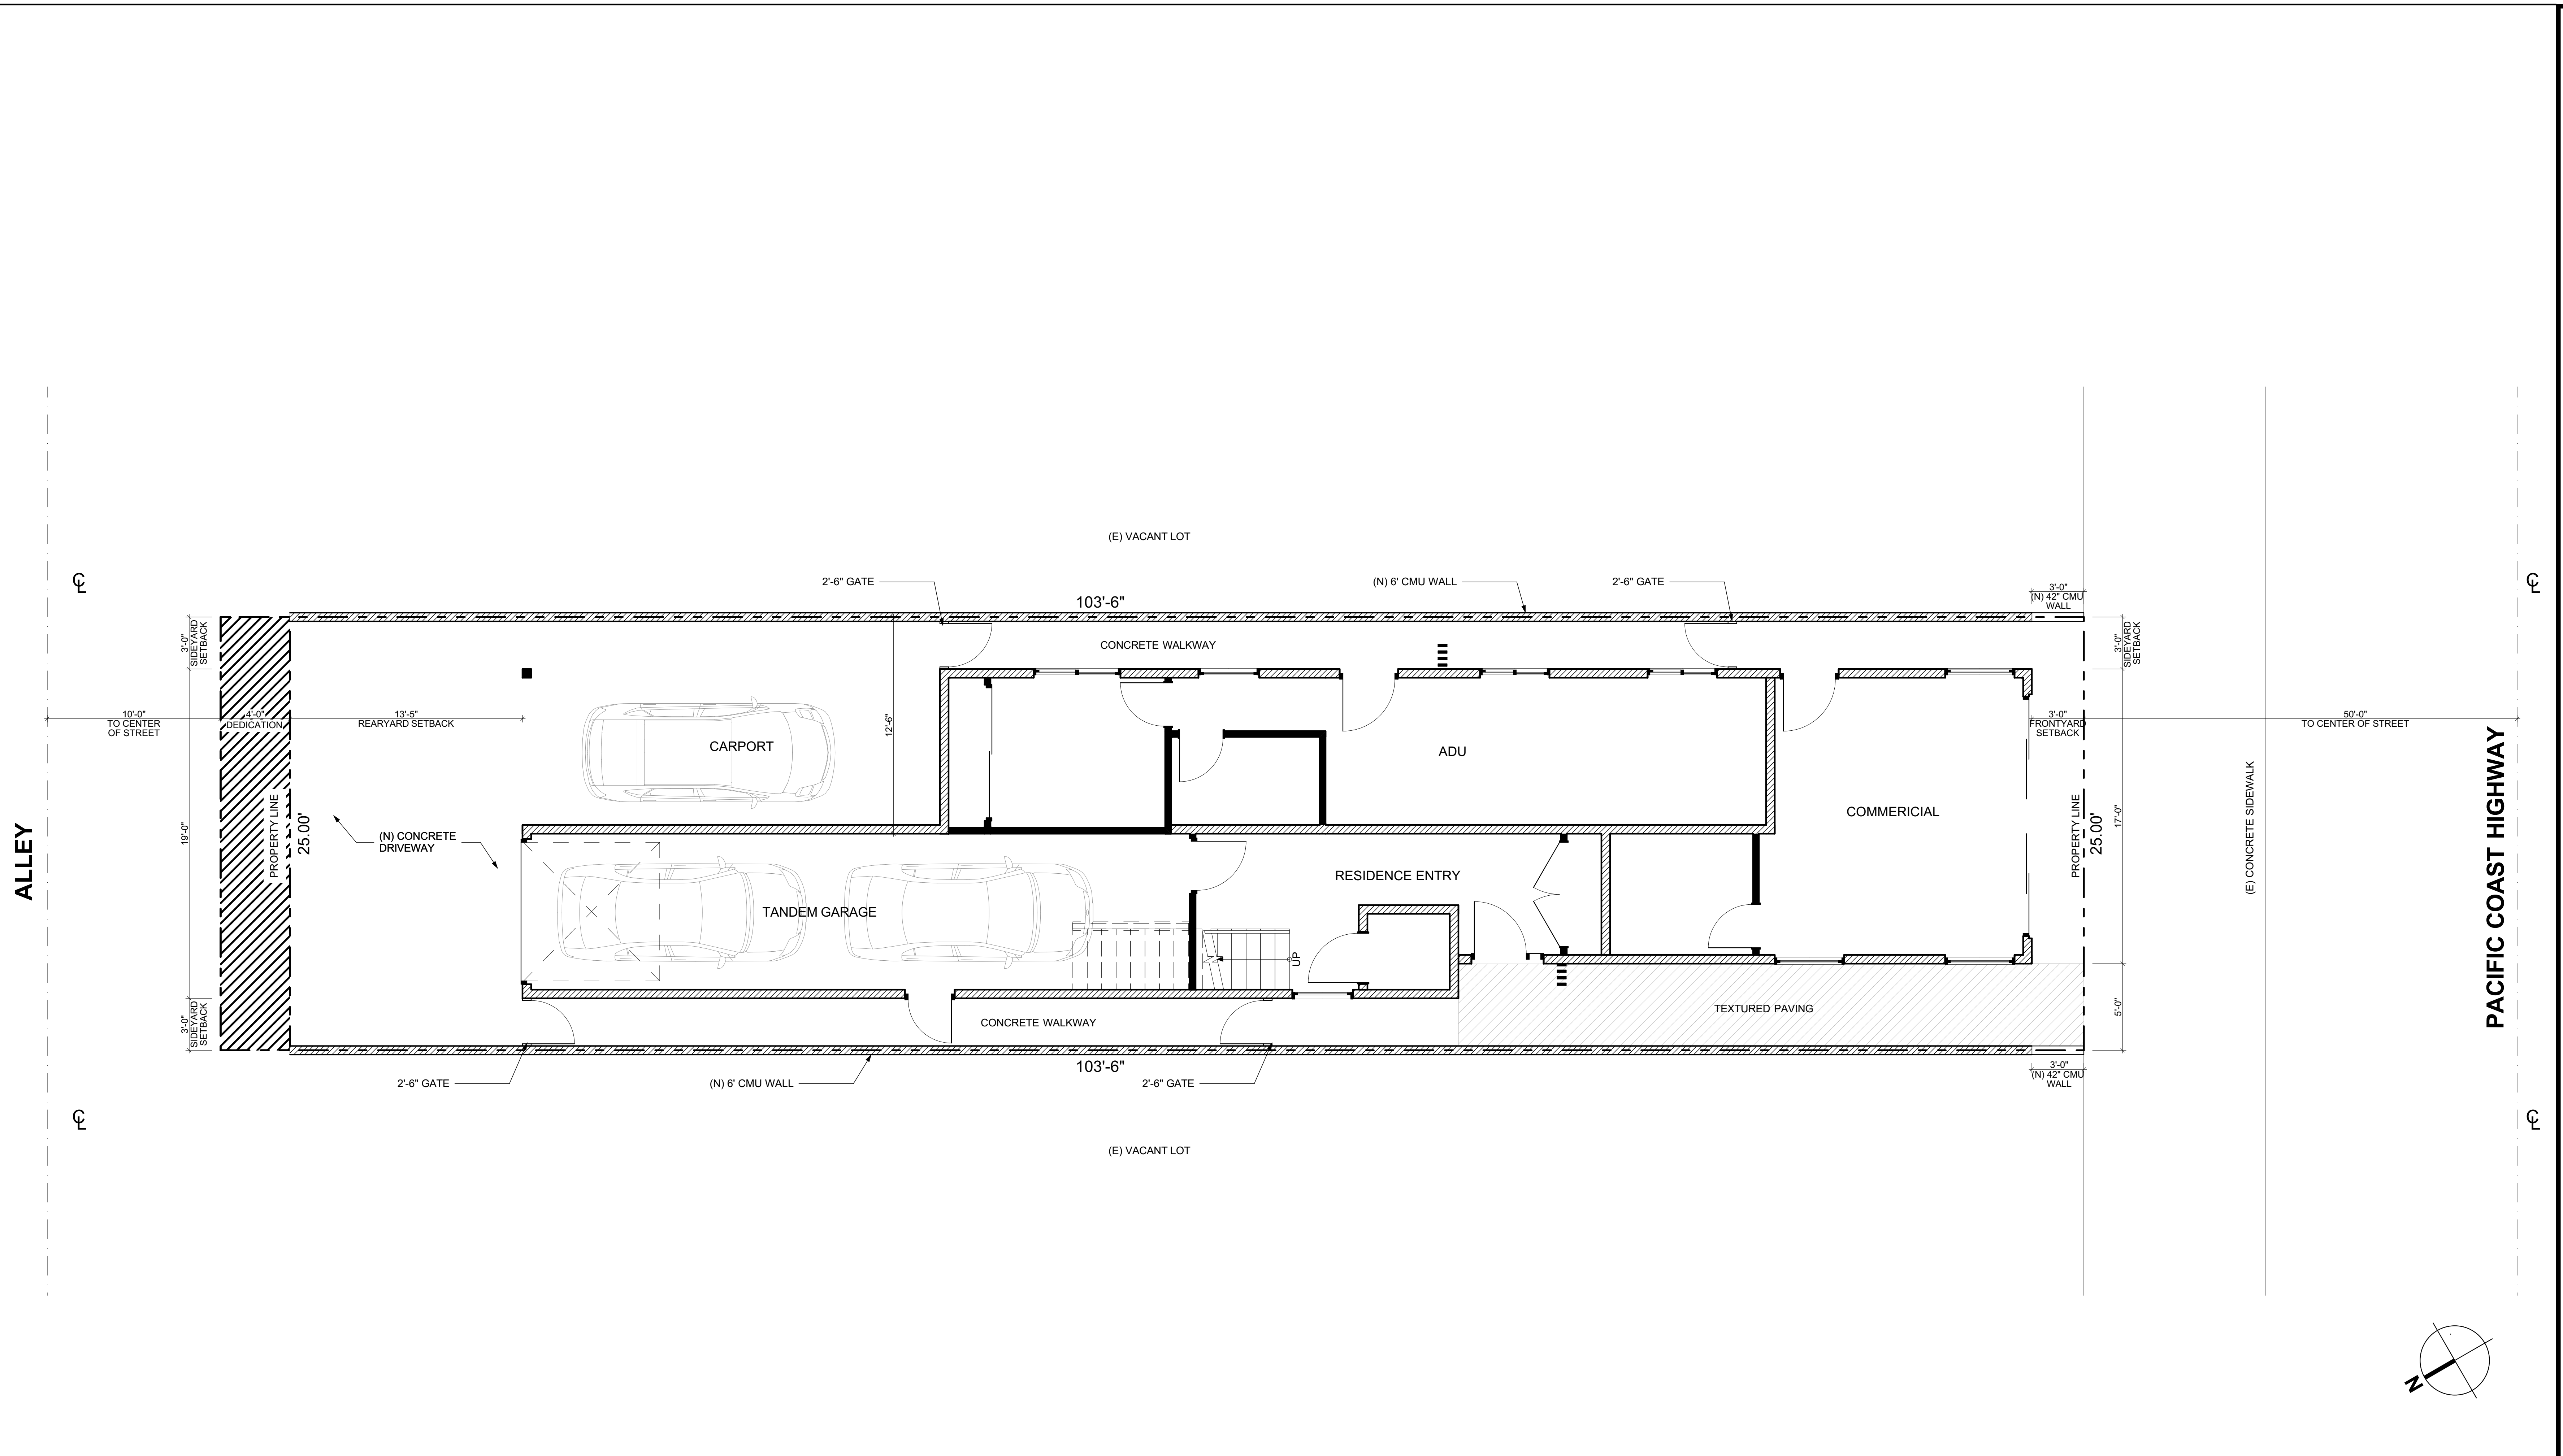 (E) VACANT LOT
2'-6" GATE
(N) 6' CMU WALL
2'-6" GATE
3'-0"
(N) 42" CMU
WALL
103'-6"
CONCRETE WALKWAY
3'-0"
SIDEYARD
SETBACK
3'-0"
SIDEYARD
SETBACK
10'-0"
TO CENTER
OF STREET
4'-0"
DEDICATION
13'-5"
REARYARD SETBACK
12'-6"
CARPORT
ADU
3'-0"
FRONTYARD
SETBACK
50'-0"
TO CENTER OF STREET
COMMERICIAL
ALLEY
19'-0"
PROPERTY LINE
25.00'
(N) CONCRETE
DRIVEWAY
PROPERTY LINE
25.00'
17'-0"
(E) CONCRETE SIDEWALK
PACIFIC COAST HIGHWAY
RESIDENCE ENTRY
TANDEM GARAGE
UP
3'-0"
SIDEYARD
SETBACK
CONCRETE WALKWAY
TEXTURED PAVING
5'-0"
103'-6"
2'-6" GATE
(N) 6' CMU WALL
2'-6" GATE
3'-0"
(N) 42" CMU
WALL
(E) VACANT LOT
N